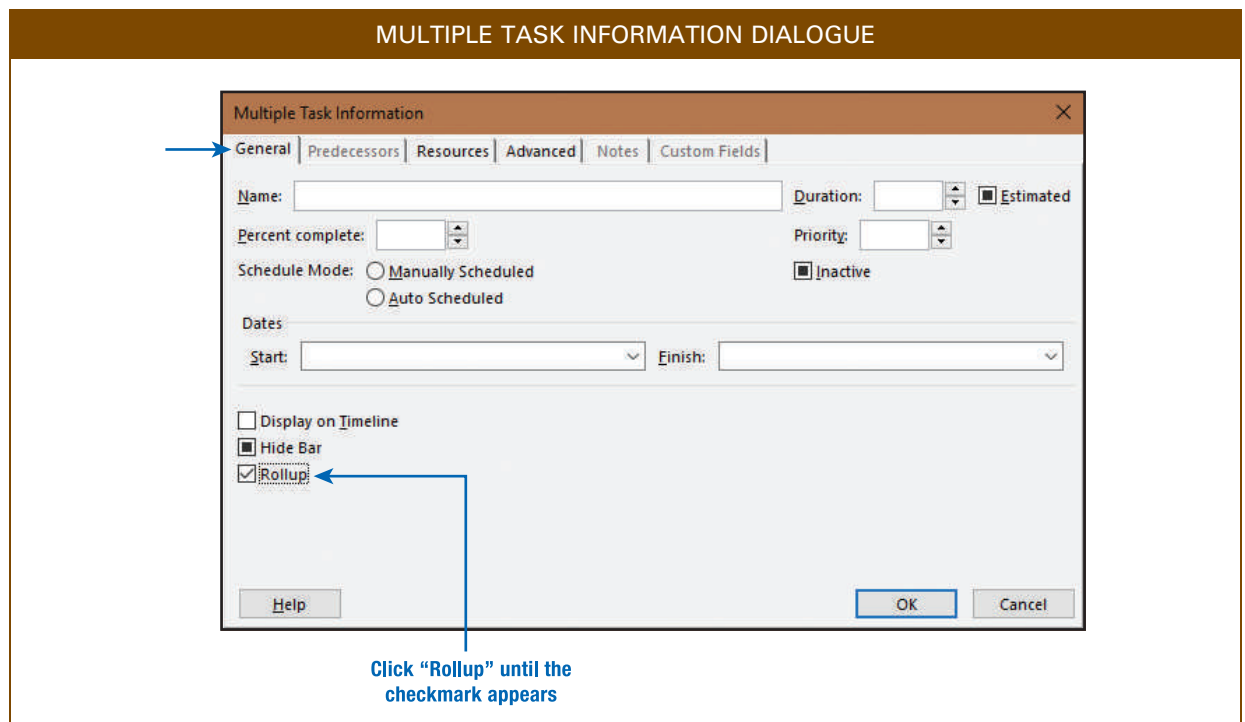 MULTIPLE TASK INFORMATION DIALOGUE
Multiple Task Information
General Predecessors Resources Advanced Notes Custom Fields
Name: Duration: Estimated
Percent complete: Priority:
Schedule Mode: Manually Scheduled Inactive
Auto Scheduled
Dates
Start: Finish:
Display on Timeline
Hide Bar
Rollup
Help OK Cancel
Click “Rollup” until the
checkmark appears